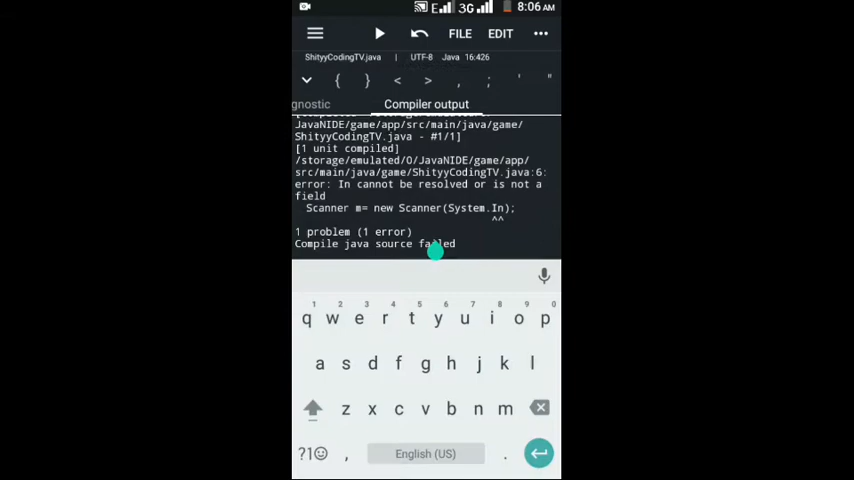 E 3G 8:06 AM
FILE EDIT
ShityyCodingTV.java | UTF-8 Java 16:426
{ } < > , ; ' "
gnostic Compiler output
JavaNIDE/game/app/src/main/java/game/
ShityyCodingTV.java - #1/1]
[1 unit compiled]
/storage/emulated/0/JavaNIDE/game/app/
src/main/java/game/ShityyCodingTV.java:6:
error: In cannot be resolved or is not a
field
Scanner m= new Scanner(System.In);
^^
1 problem (1 error)
Compile java source failed
1 2 3 4 5 6 7 8 9 0
q w e r t y u i o p
a s d f g h j k l
z x c v b n m
?1 , English (US) .